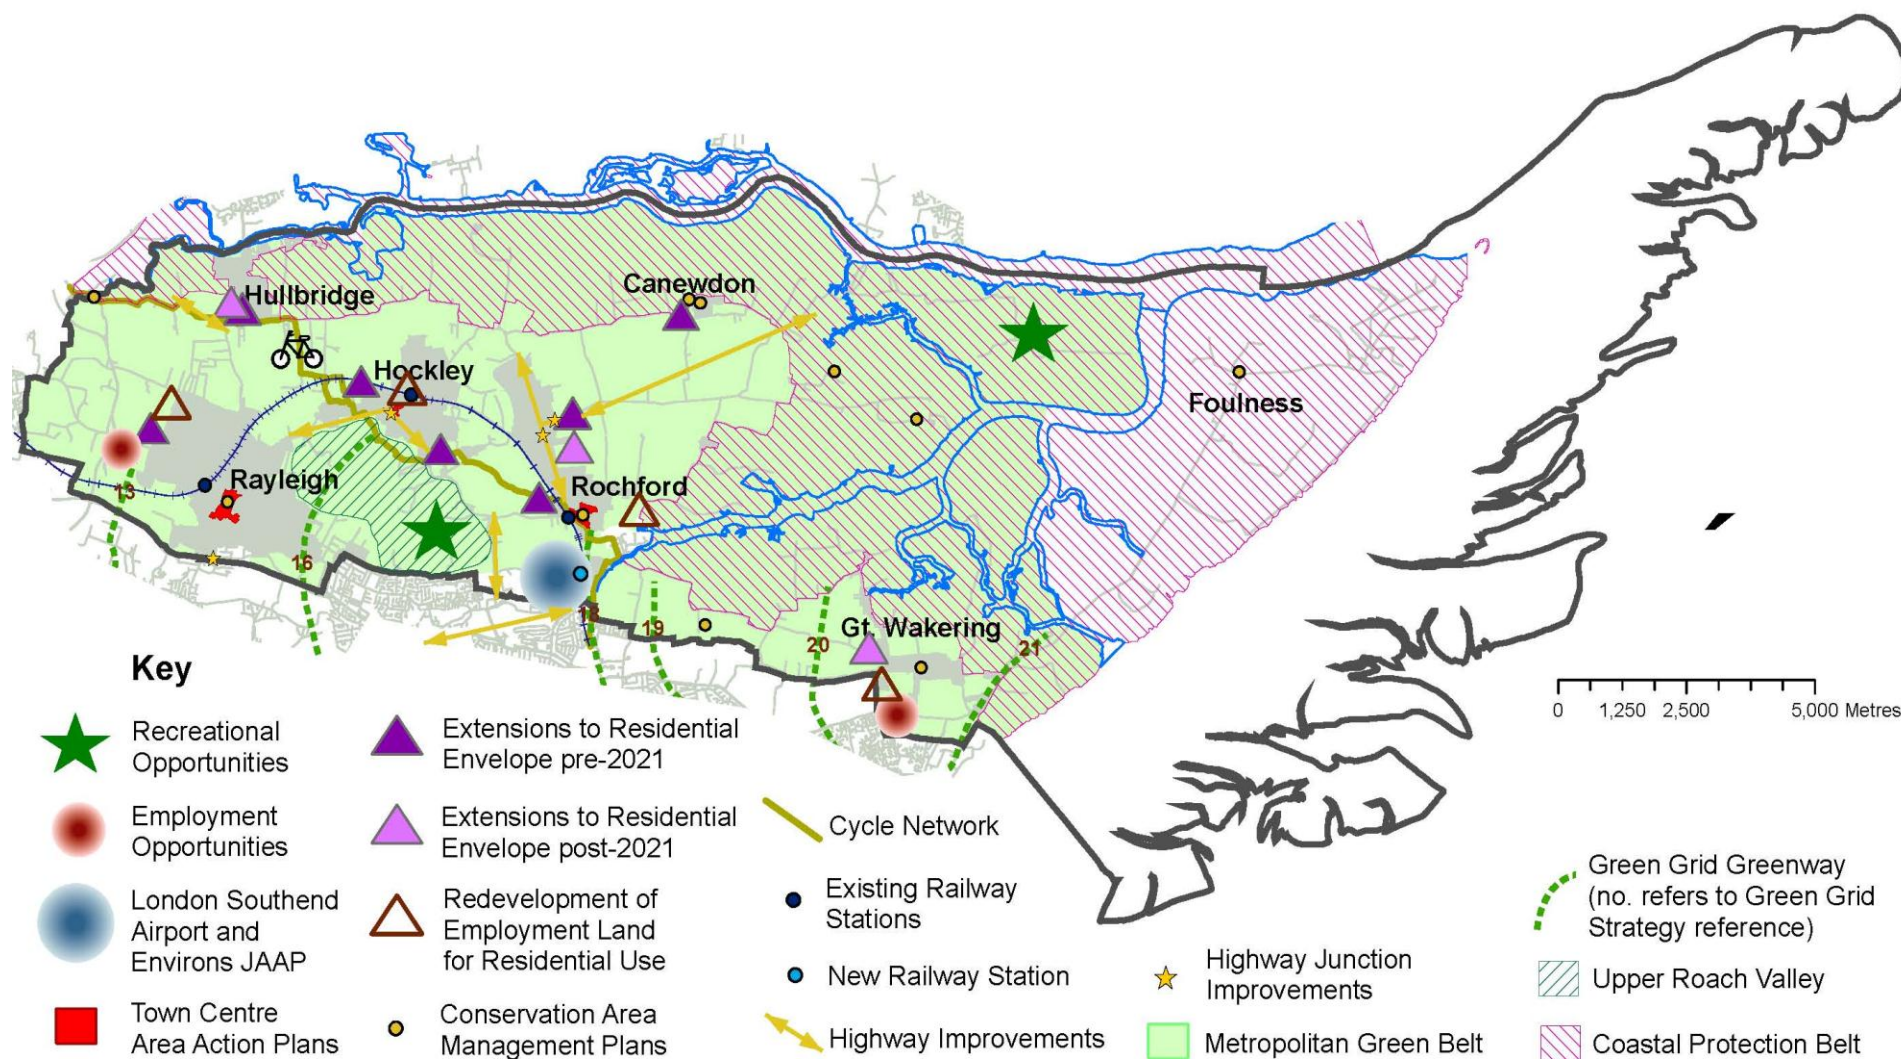 Hullbridge
Canewdon
Hockley
Foulness
Rayleigh
Rochford
13
16
18
19
20
Gt. Wakering
21
0 1,250 2,500 5,000 Metres
Key
Recreational
Opportunities
Employment
Opportunities
London Southend
Airport and
Environs JAAP
Town Centre
Area Action Plans
Extensions to Residential
Envelope pre-2021
Extensions to Residential
Envelope post-2021
Redevelopment of
Employment Land
for Residential Use
Conservation Area
Management Plans
Cycle Network
Existing Railway
Stations
New Railway Station
Highway Improvements
Highway Junction
Improvements
Metropolitan Green Belt
Green Grid Greenway
(no. refers to Green Grid
Strategy reference)
Upper Roach Valley
Coastal Protection Belt